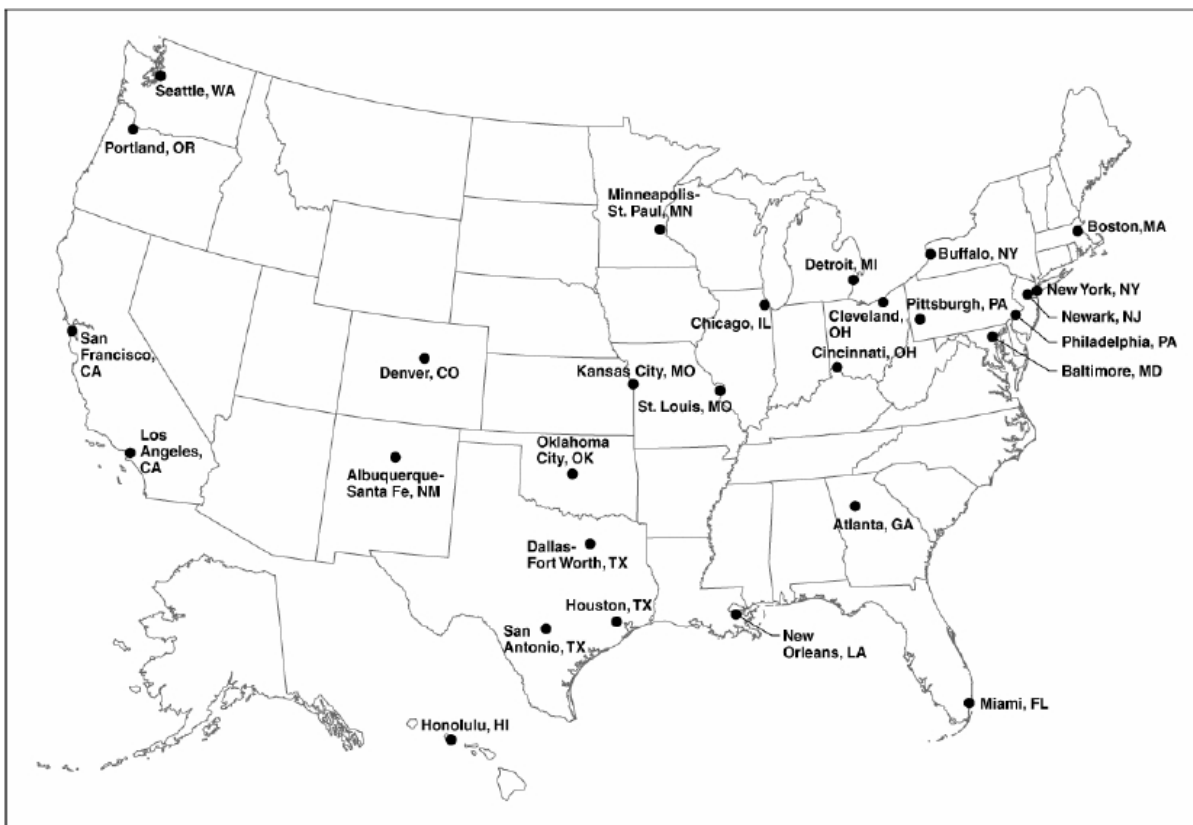 Seattle, WA
Portland, OR
Minneapolis-
St. Paul, MN
Boston,MA
Buffalo, NY
Detroit, MI
New York, NY
Pittsburgh, PA
Newark, NJ
Cleveland,
OH
Chicago, IL
Philadelphia, PA
San
Francisco,
CA
Cincinnati, OH
Baltimore, MD
Denver, CO
Kansas City, MO
St. Louis, MO
Los
Angeles,
CA
Oklahoma
City, OK
Albuquerque-
Santa Fe, NM
Atlanta, GA
Dallas-
Fort Worth, TX
Houston, TX
San
Antonio, TX
New
Orleans, LA
Miami, FL
Honolulu, HI